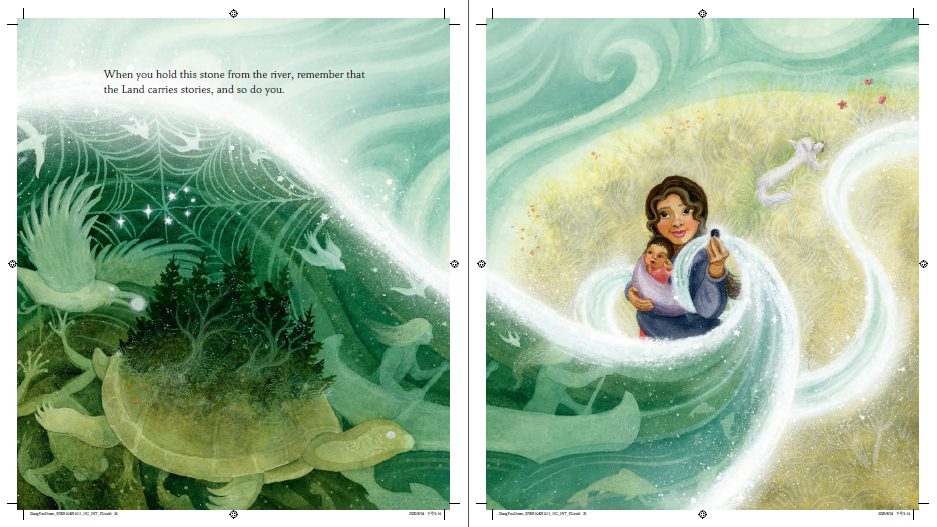 When you hold this stone from the river, remember that
the Land carries stories, and so do you.